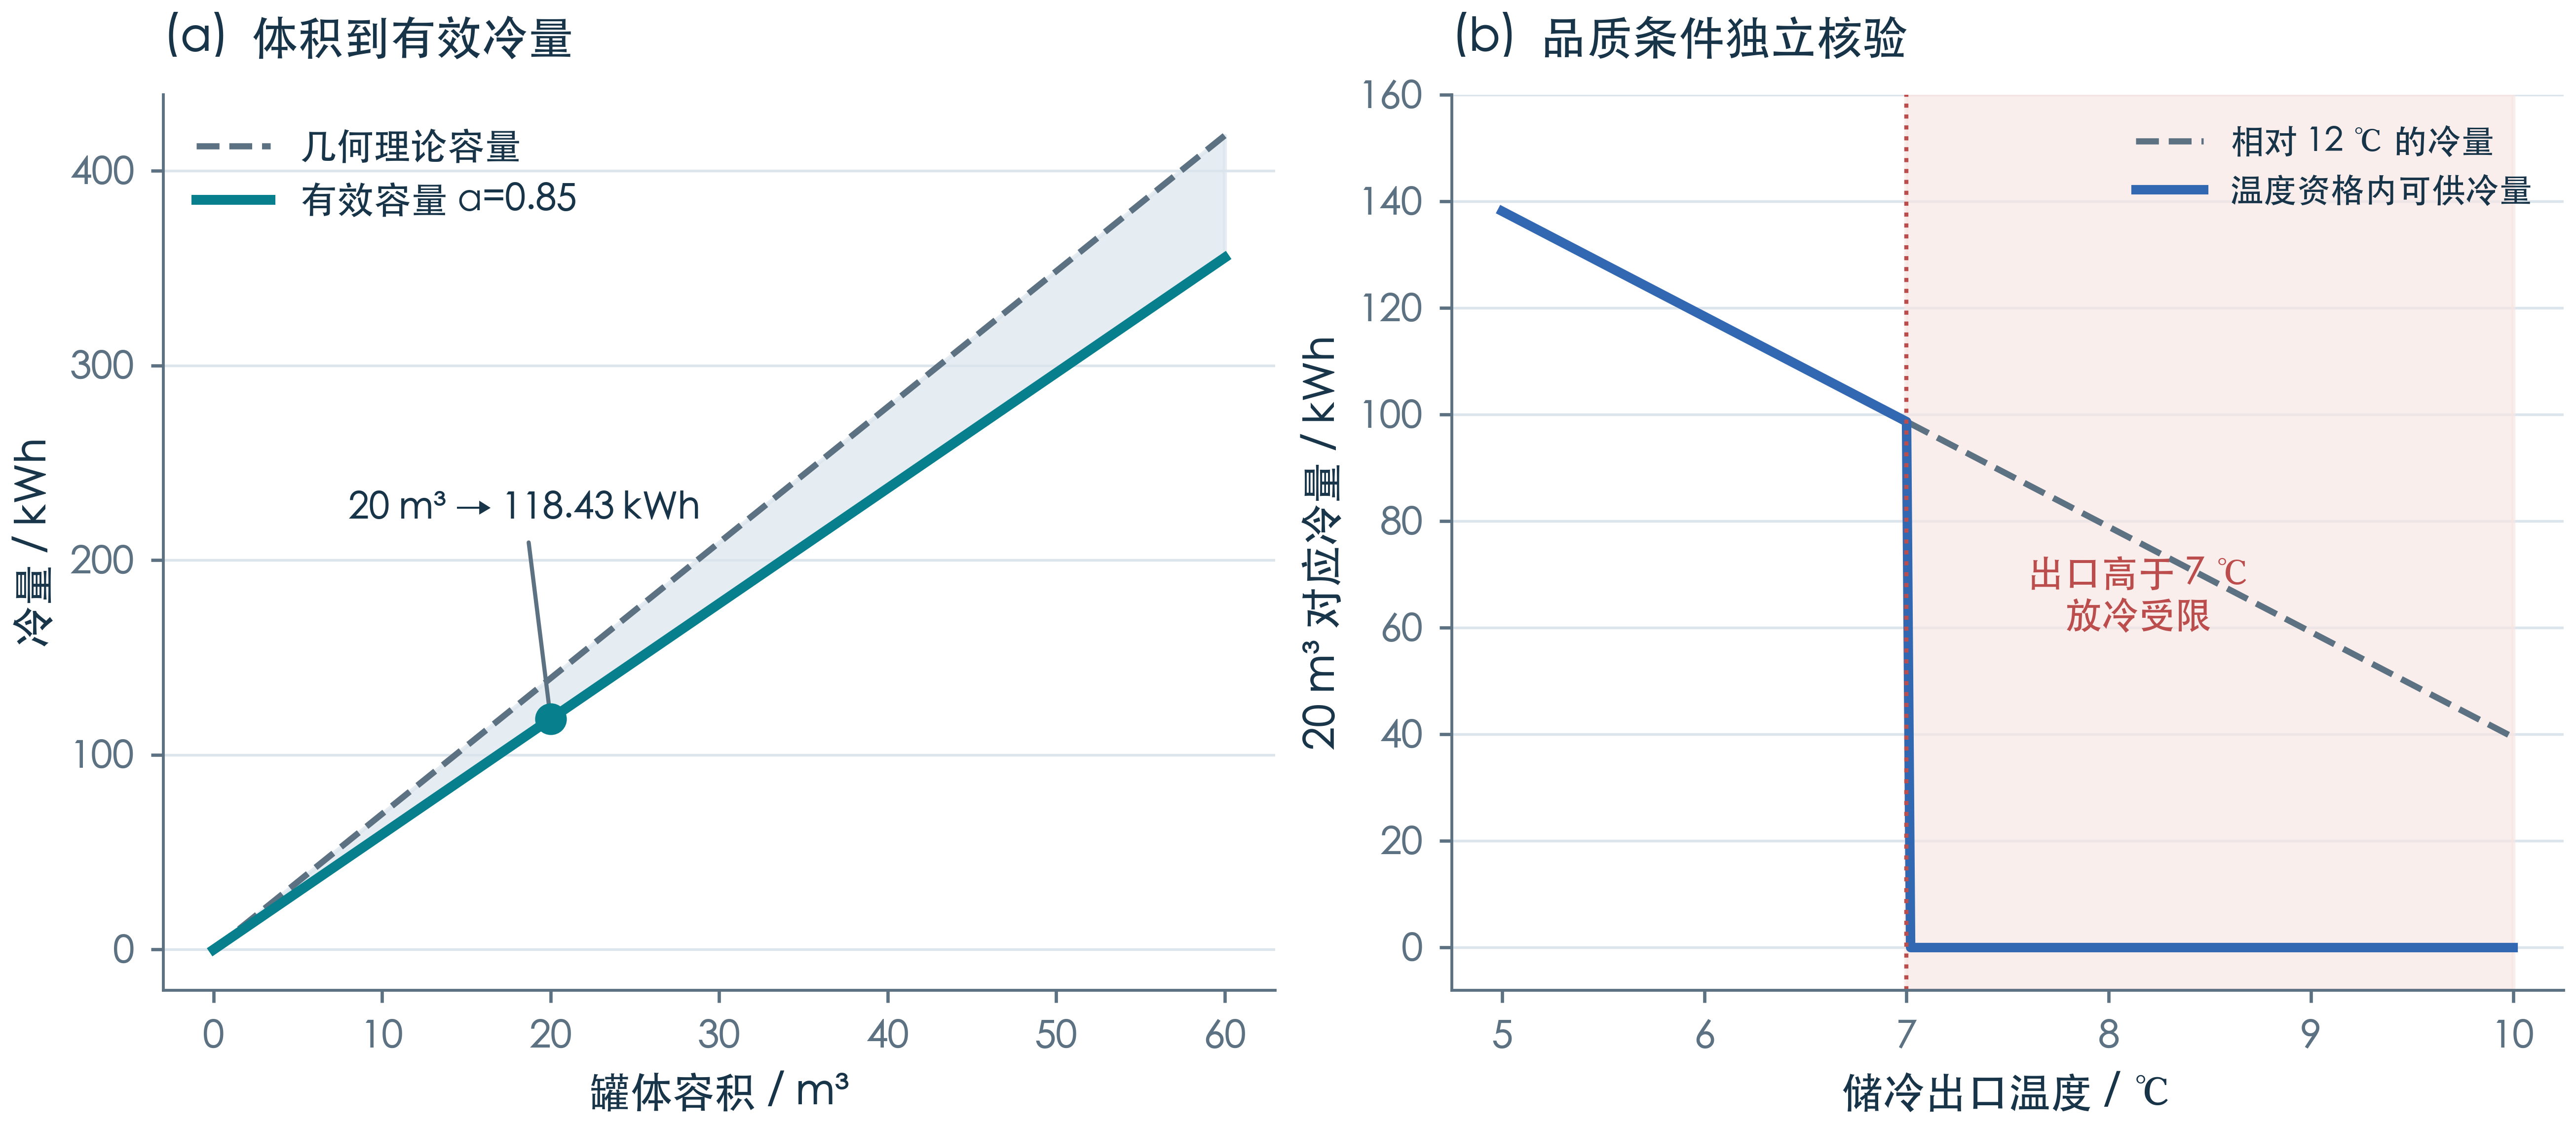 (a) 体积到有效冷量
几何理论容量
有效容量 α=0.85
400
300
200
100
0
冷量 / kWh
20 m³ → 118.43 kWh
0 10 20 30 40 50 60
罐体容积 / m³
(b) 品质条件独立核验
相对 12 ℃ 的冷量
温度资格内可供冷量
160
140
120
100
80
60
40
20
0
20 m³ 对应冷量 / kWh
出口高于 7 ℃
放冷受限
5 6 7 8 9 10
储冷出口温度 / ℃